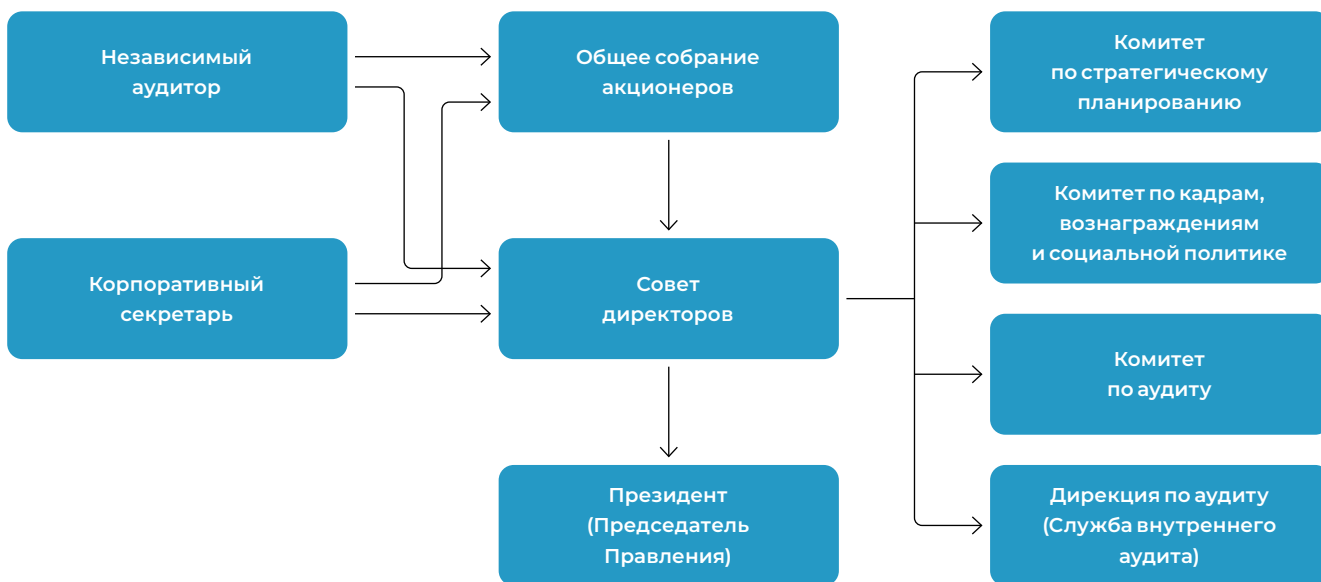 Независимый
аудитор
Общее собрание
акционеров
Комитет
по стратегическому
планированию
Комитет по кадрам,
вознаграждениям
и социальной политике
Корпоративный
секретарь
Совет
директоров
Комитет
по аудиту
Президент
(Председатель
Правления)
Дирекция по аудиту
(Служба внутреннего
аудита)